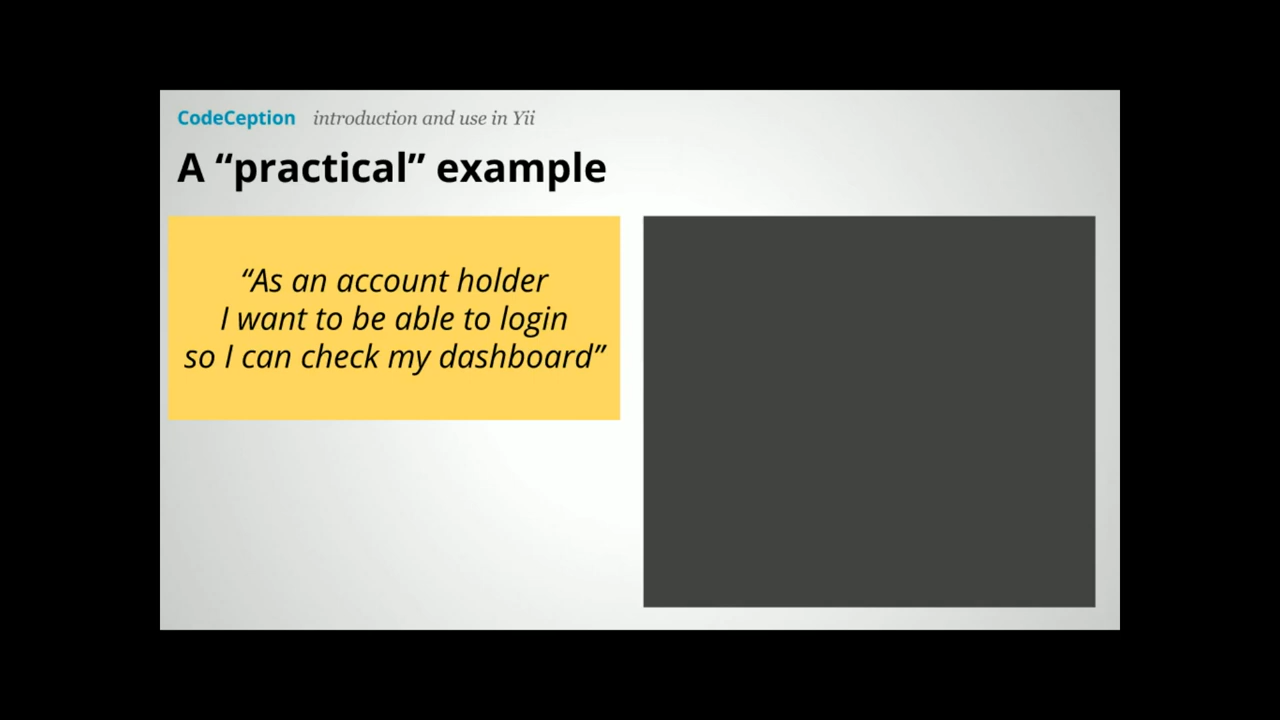 CodeCeption introduction and use in Yii
A “practical” example
“As an account holder
I want to be able to login
so I can check my dashboard”